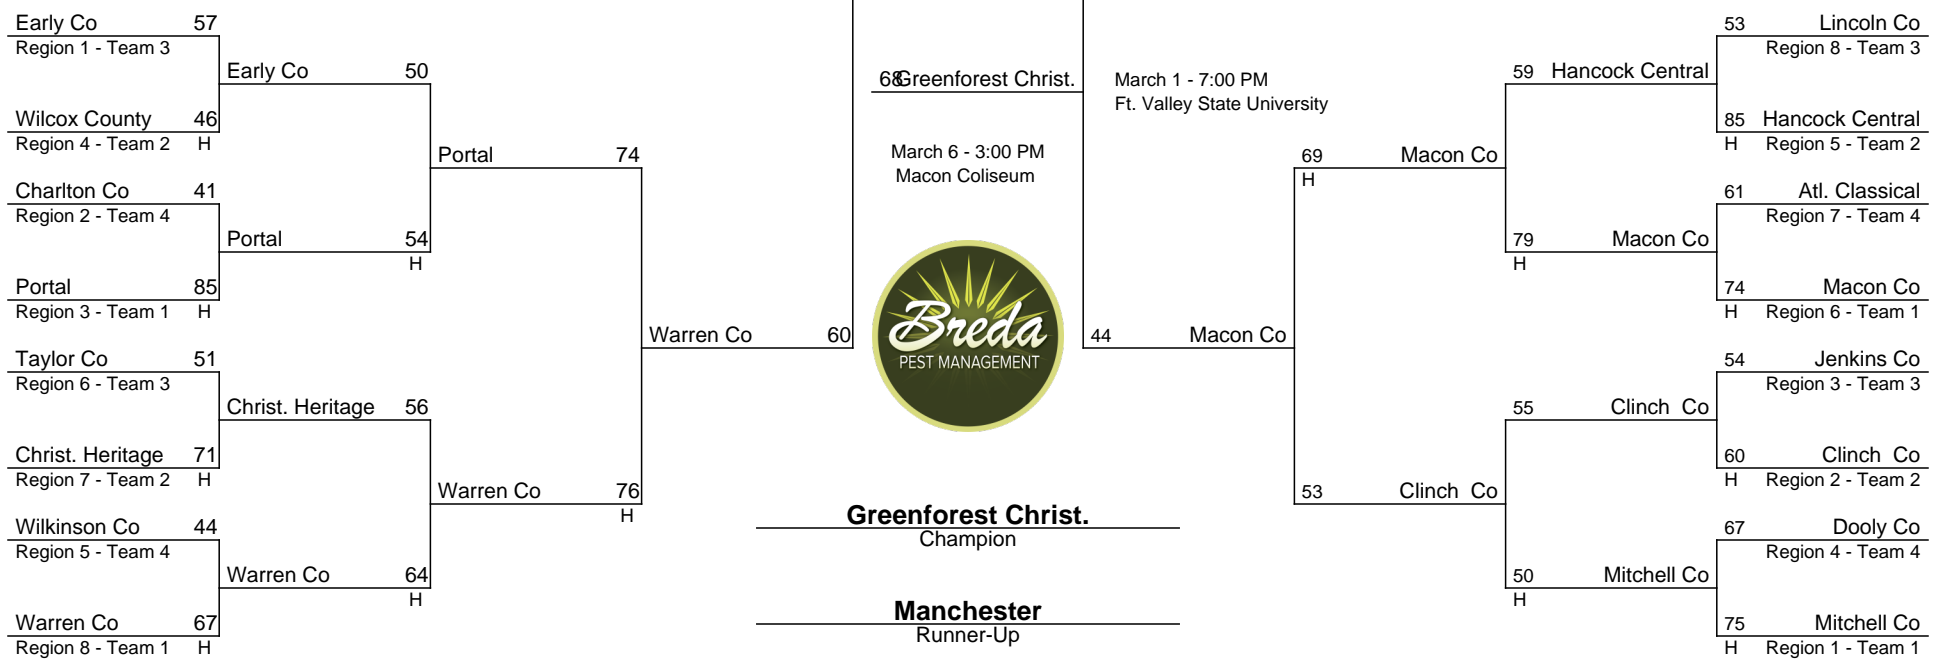 Early Co 57
Region 1 - Team 3
Early Co 50
Wilcox County 46
Region 4 - Team 2 H
Portal 74
Charlton Co 41
Region 2 - Team 4
Portal 54
H
Portal 85
Region 3 - Team 1 H
Warren Co 60
Taylor Co 51
Region 6 - Team 3
Christ. Heritage 56
Christ. Heritage 71
Region 7 - Team 2 H
Warren Co 76
H
Wilkinson Co 44
Region 5 - Team 4
Warren Co 64
H
Warren Co 67
Region 8 - Team 1 H
68 Greenforest Christ.
March 6 - 3:00 PM
Macon Coliseum
Breda
PEST MANAGEMENT
Greenforest Christ.
Champion
Manchester
Runner-Up
March 1 - 7:00 PM
Ft. Valley State University
53 Lincoln Co
Region 8 - Team 3
59 Hancock Central
85 Hancock Central
H Region 5 - Team 2
69 Macon Co
H
61 Atl. Classical
Region 7 - Team 4
79 Macon Co
H
74 Macon Co
H Region 6 - Team 1
44 Macon Co
54 Jenkins Co
Region 3 - Team 3
55 Clinch Co
60 Clinch Co
H Region 2 - Team 2
53 Clinch Co
67 Dooly Co
Region 4 - Team 4
50 Mitchell Co
H
75 Mitchell Co
H Region 1 - Team 1